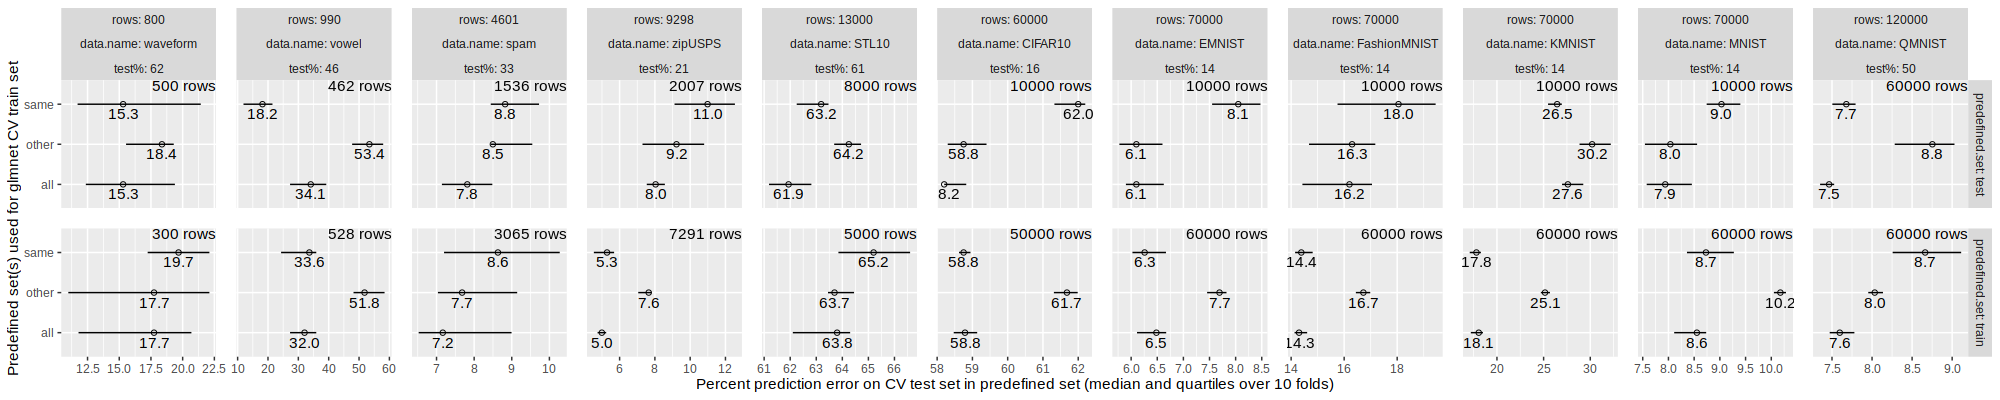 rows: 800 rows: 990 rows: 4601 rows: 9298 rows: 13000 rows: 60000 rows: 70000 rows: 70000 rows: 70000 rows: 70000 rows: 120000
data.name: waveform data.name: vowel data.name: spam data.name: zipUSPS data.name: STL10 data.name: CIFAR10 data.name: EMNIST data.name: FashionMNIST data.name: KMNIST data.name: MNIST data.name: QMNIST
test%: 62 test%: 46 test%: 33 test%: 21 test%: 61 test%: 16 test%: 14 test%: 14 test%: 14 test%: 14 test%: 50
500 rows 462 rows 1536 rows 2007 rows 8000 rows 10000 rows 10000 rows 10000 rows 10000 rows 10000 rows 60000 rows
same
15.3 18.2 8.8 11.0 63.2 62.0 8.1 18.0 26.5 9.0 7.7
other
18.4 53.4 8.5 9.2 64.2 58.8 6.1 16.3 30.2 8.0 8.8
all
15.3 34.1 7.8 8.0 61.9 8.2 6.1 16.2 27.6 7.9 7.5
predefined.set: test
300 rows 528 rows 3065 rows 7291 rows 5000 rows 50000 rows 60000 rows 60000 rows 60000 rows 60000 rows 60000 rows
same
19.7 33.6 8.6 5.3 65.2 58.8 6.3 14.4 17.8 8.7 8.7
other
17.7 51.8 7.7 7.6 63.7 61.7 7.7 16.7 25.1 10.2 8.0
all
17.7 32.0 7.2 5.0 63.8 58.8 6.5 14.3 18.1 8.6 7.6
predefined.set: train
12.5 15.0 17.5 20.0 22.5 10 20 30 40 50 60 7 8 9 10 6 8 10 12 61 62 63 64 65 66 58 59 60 61 62 6.0 6.5 7.0 7.5 8.0 8.5 14 16 18 20 30 7.5 8.0 8.5 9.0 9.5 10.0 7.5 8.0 8.5 9.0
Percent prediction error on CV test set in predefined set (median and quartiles over 10 folds)
Predefined set(s) used for glmnet CV train set